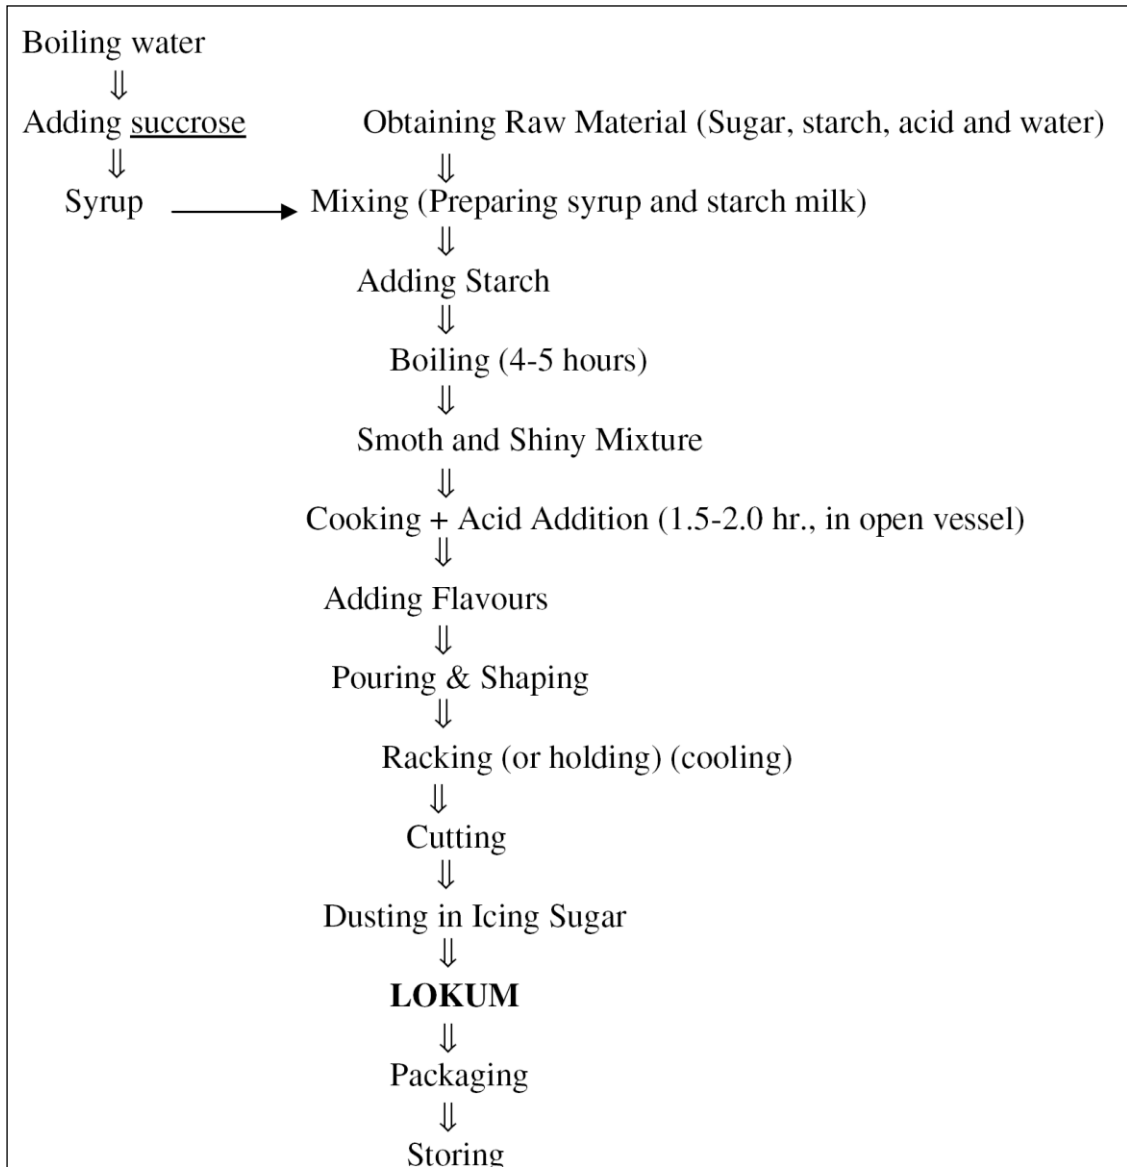 Boiling water
⇓
Adding succrose Obtaining Raw Material (Sugar, starch, acid and water)
⇓ ⇓
Syrup → Mixing (Preparing syrup and starch milk)
⇓
Adding Starch
⇓
Boiling (4-5 hours)
⇓
Smoth and Shiny Mixture
⇓
Cooking + Acid Addition (1.5-2.0 hr., in open vessel)
⇓
Adding Flavours
⇓
Pouring & Shaping
⇓
Racking (or holding) (cooling)
⇓
Cutting
⇓
Dusting in Icing Sugar
⇓
LOKUM
⇓
Packaging
⇓
Storing